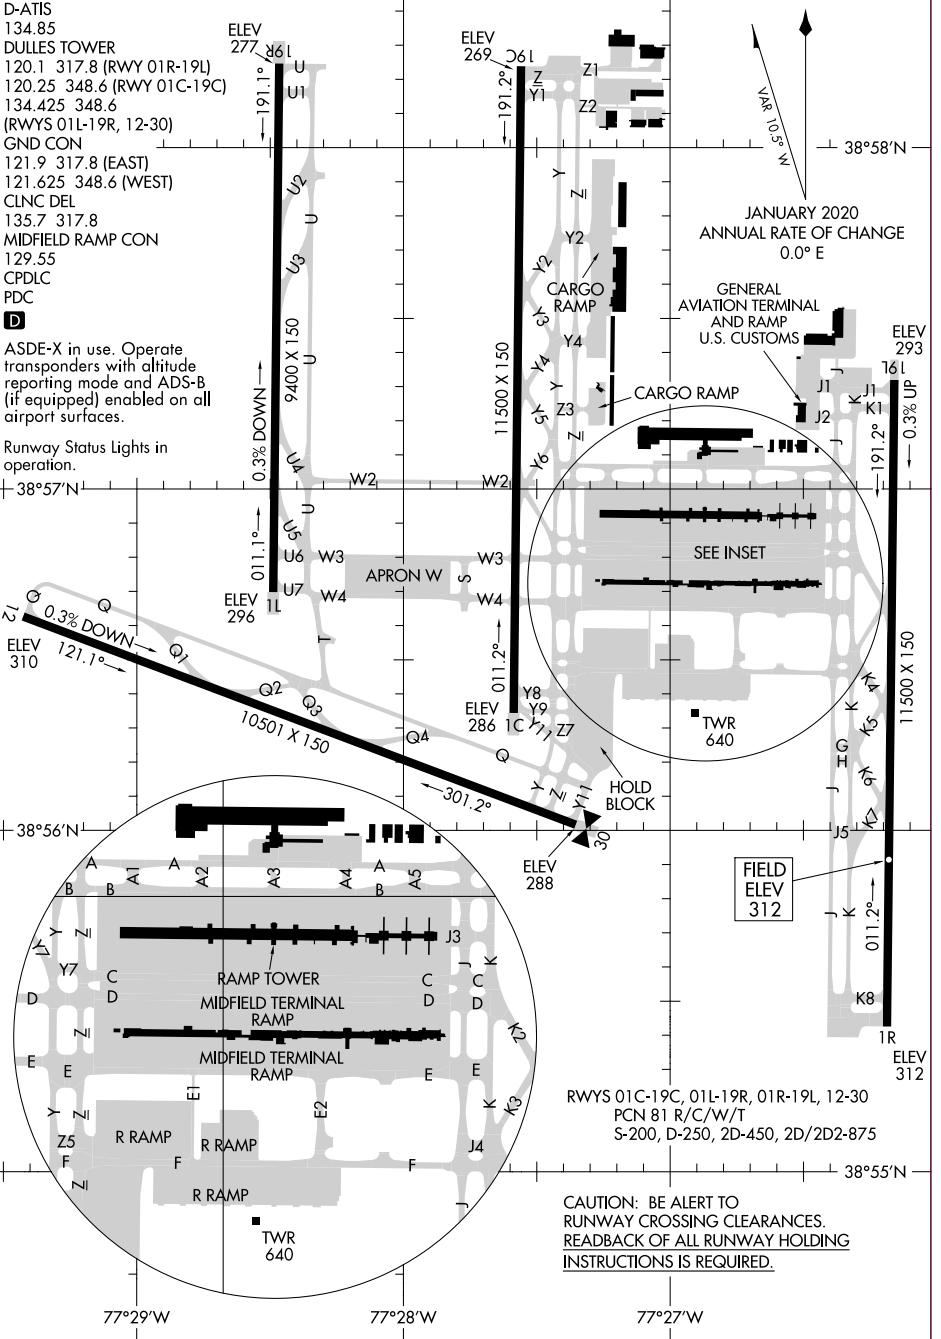 D-ATIS
134.85
DULLES TOWER
120.1 317.8 (RWY 01R-19L)
120.25 348.6 (RWY 01C-19C)
134.425 348.6
(RWYS 01L-19R, 12-30)
GND CON
121.9 317.8 (EAST)
121.625 348.6 (WEST)
CLNC DEL
135.7 317.8
MIDFIELD RAMP CON
129.55
CPDLC
PDC
D
ASDE-X in use. Operate
transponders with altitude
reporting mode and ADS-B
(if equipped) enabled on all
airport surfaces.
Runway Status Lights in
operation.
ELEV
277
19R
U
U1
191.1°
U2
U
U3
U
9400 X 150
0.3% DOWN
U4
U
U5
011.1°
U6
U7
ELEV
296
1L
W2
W2
W3
W3
W4
W4
APRON W
S
T
ELEV
269
19C
Z
Y1
Z1
Z2
191.2°
Y
Z
Y2
Y2
CARGO
RAMP
Y3
Y4
Y4
Y
11500 X 150
Y5
Z3
Z
Y6
CARGO RAMP
VAR 10.5° W
38°58'N
JANUARY 2020
ANNUAL RATE OF CHANGE
0.0° E
GENERAL
AVIATION TERMINAL
AND RAMP
U.S. CUSTOMS
ELEV
293
19L
J
J1
J1
K
K1
J2
J
191.2°
0.3% UP
38°57'N
SEE INSET
TWR
640
11500 X 150
K4
K
K5
G
H
K6
J
K7
J5
FIELD
ELEV
312
011.2°
J
K
K8
1R
ELEV
312
12
Q
Q
0.3% DOWN
ELEV
310
121.1°
Q1
Q2
Q3
10501 X 150
Q4
Q
011.2°
ELEV
286
1C
Y8
Y9
Y11
Z7
HOLD
BLOCK
Y
Z
Y11
301.2°
30
ELEV
288
38°56'N
A
A1
A
A2
A3
A4
A
A5
B
B
B
Y
Z
Y7
Y7
J3
J
K
RAMP TOWER
C
C
C
D
D
D
D
MIDFIELD TERMINAL
RAMP
Z
K2
MIDFIELD TERMINAL
RAMP
E
E
E
E
E1
E2
Y
Z
K
K3
Z5
R RAMP
R RAMP
J4
F
F
F
Z
R RAMP
J
TWR
640
RWYS 01C-19C, 01L-19R, 01R-19L, 12-30
PCN 81 R/C/W/T
S-200, D-250, 2D-450, 2D/2D2-875
38°55'N
CAUTION: BE ALERT TO
RUNWAY CROSSING CLEARANCES.
READBACK OF ALL RUNWAY HOLDING
INSTRUCTIONS IS REQUIRED.
77°29'W
77°28'W
77°27'W